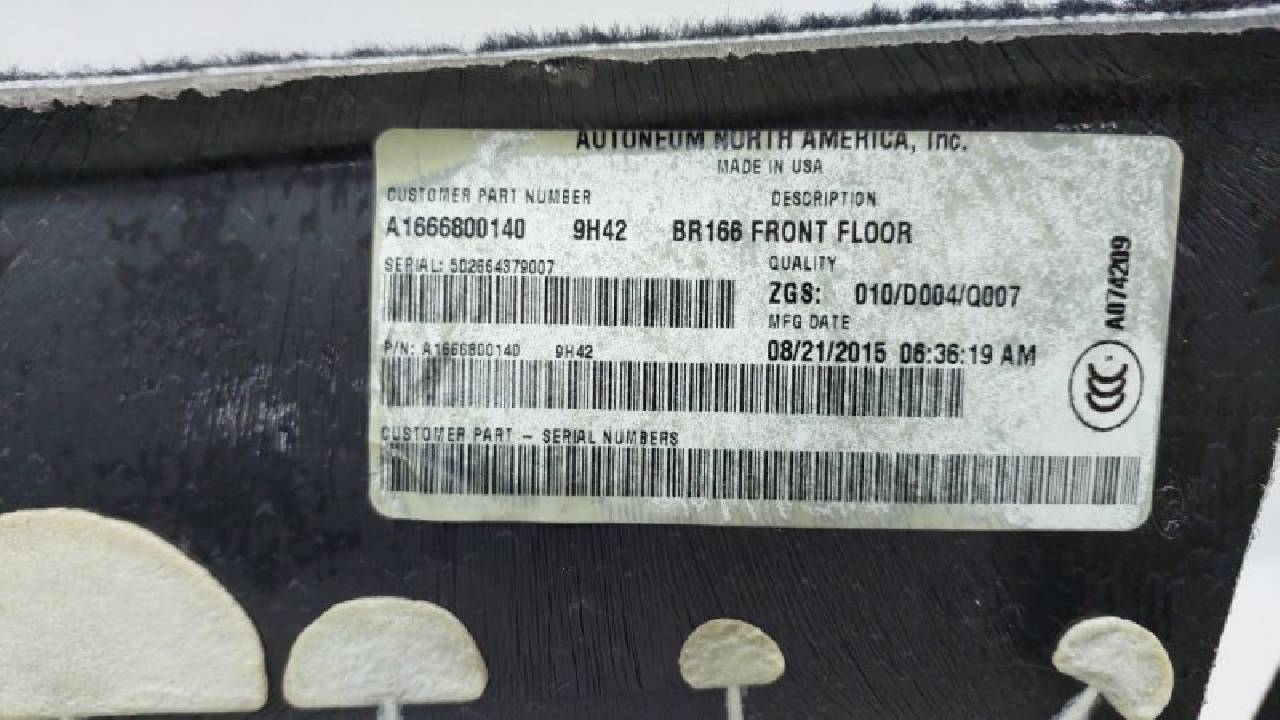 AUTONEUM NORTH AMERICA, Inc.
MADE IN USA
CUSTOMER PART NUMBER
DESCRIPTION
A1666800140 9H42 BR166 FRONT FLOOR
SERIAL: 502664379007
QUALITY
ZGS: 010/D004/Q007
MFG DATE
P/N: A1666800140 9H42
08/21/2015 06:36:19 AM
CUSTOMER PART - SERIAL NUMBERS
A074209
CCC